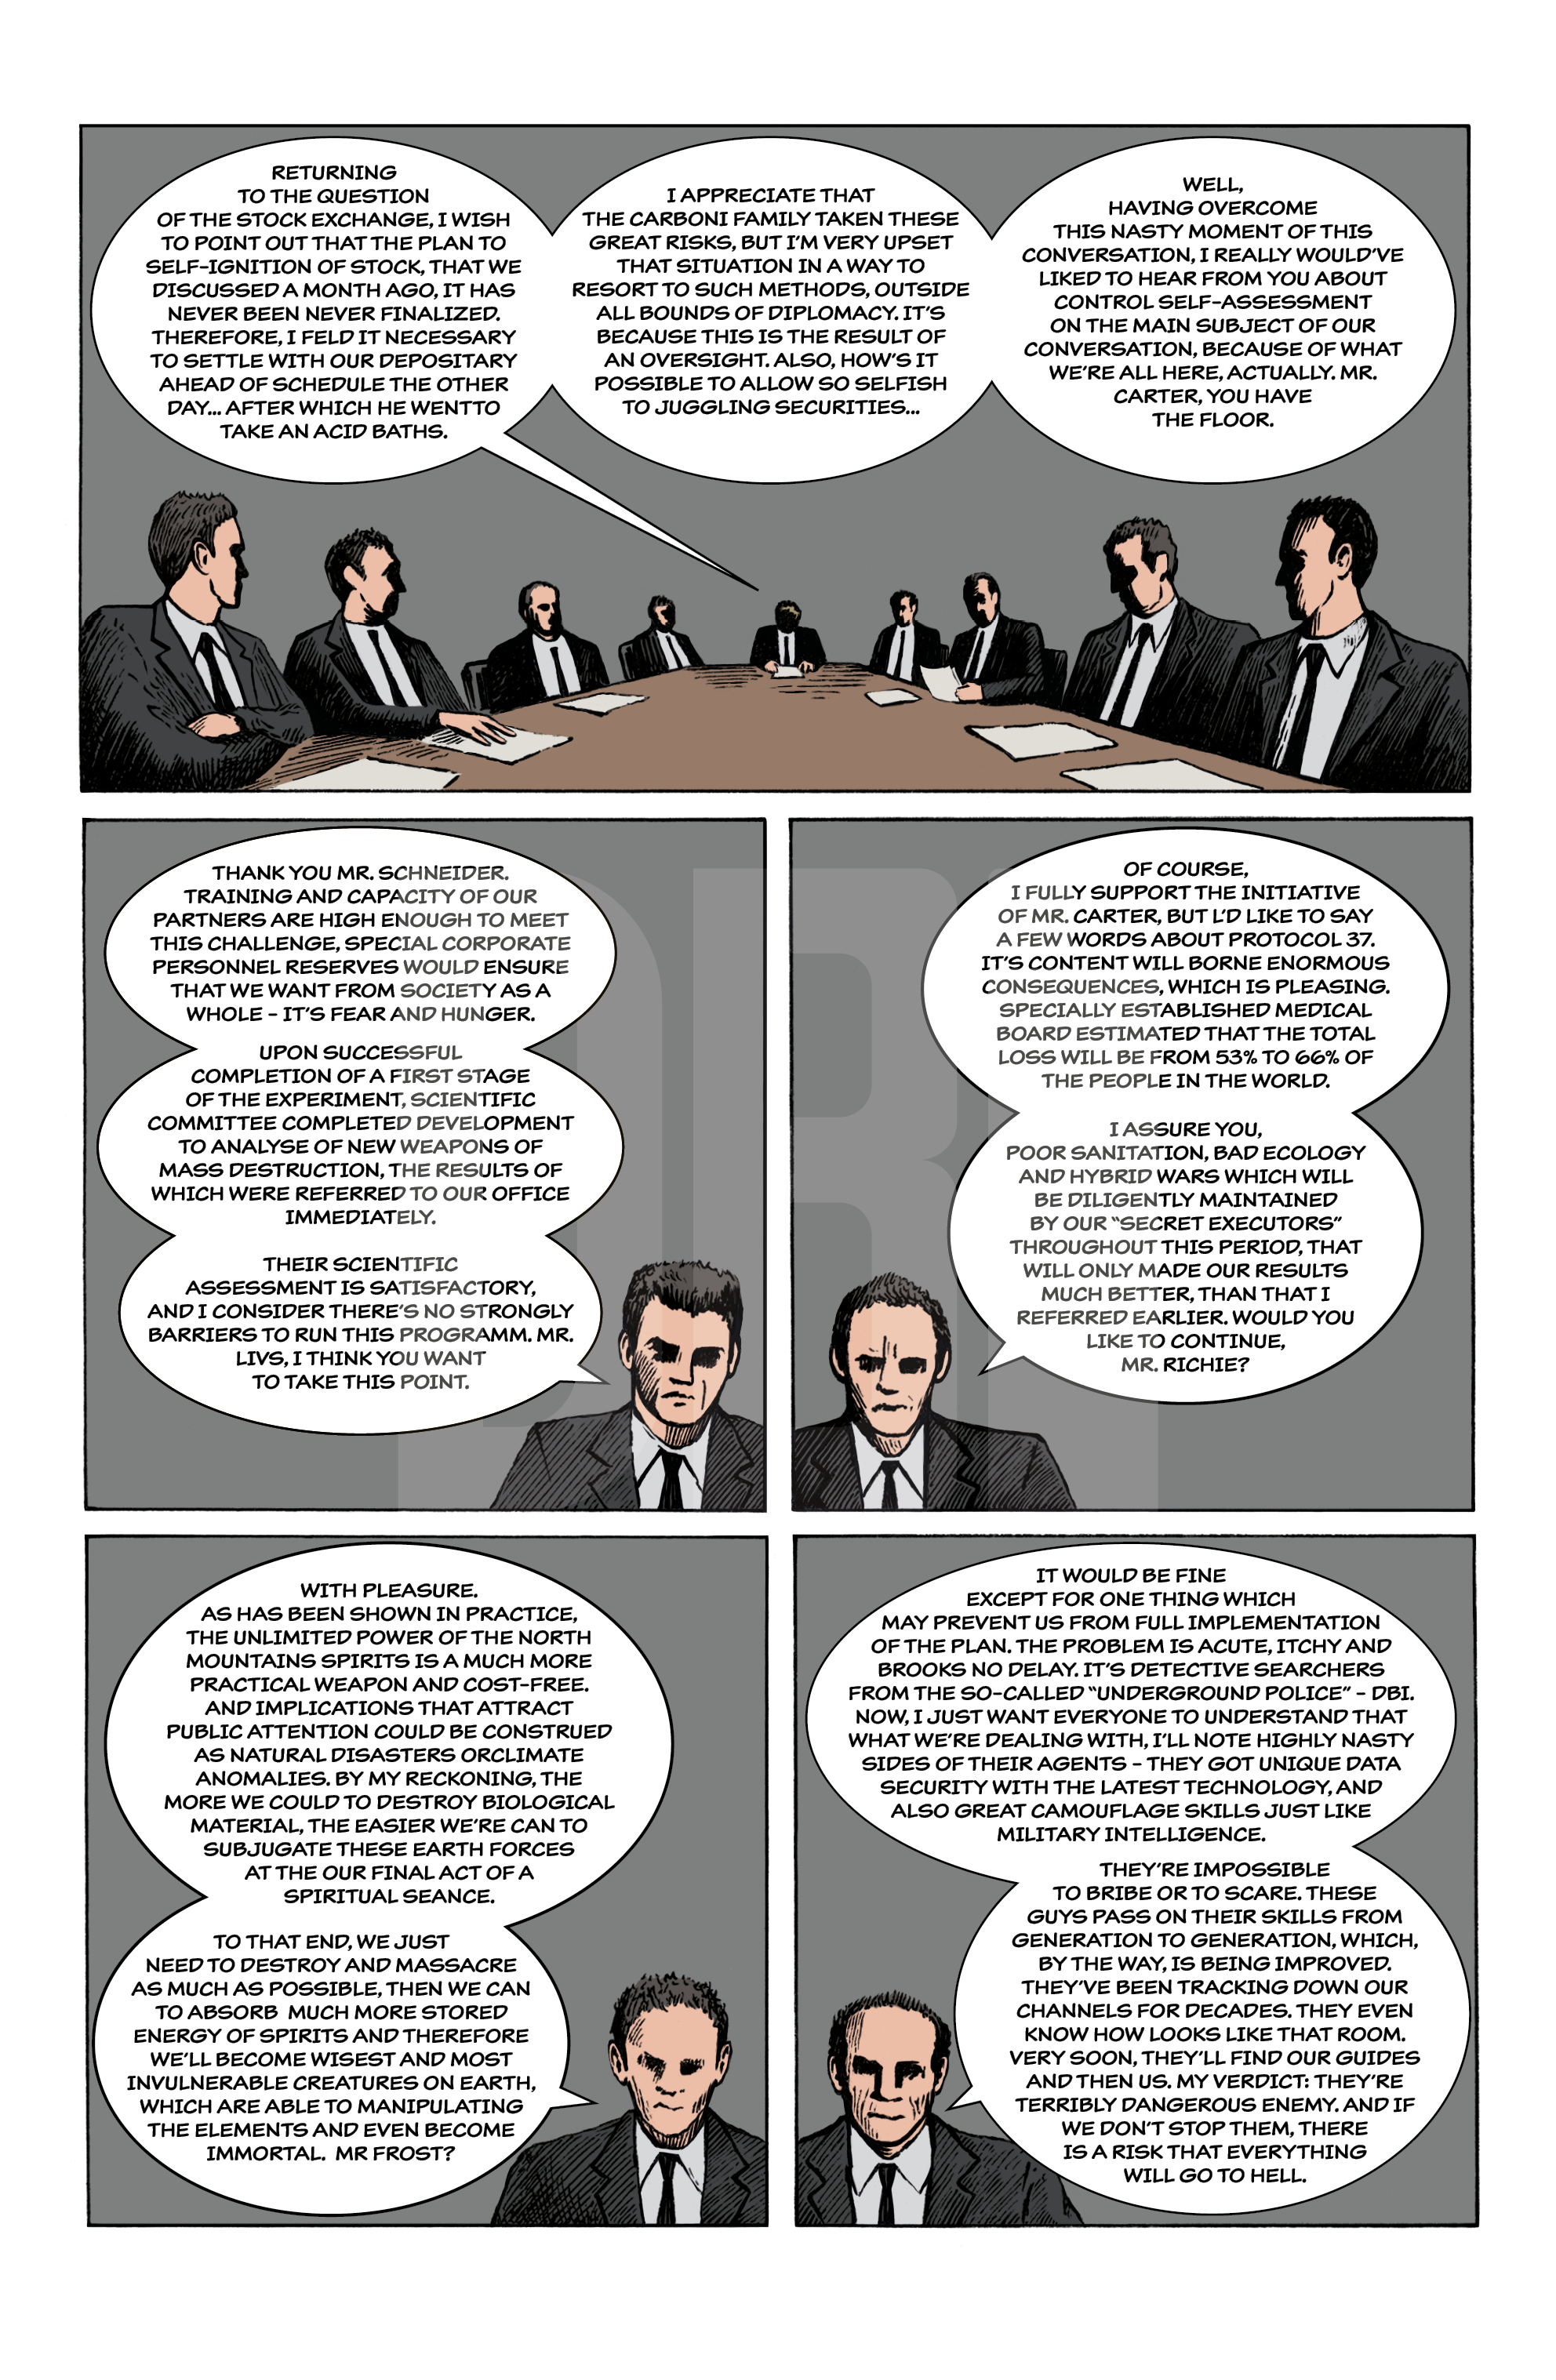 RETURNING
TO THE QUESTION
OF THE STOCK EXCHANGE, I WISH
TO POINT OUT THAT THE PLAN TO
SELF-IGNITION OF STOCK, THAT WE
DISCUSSED A MONTH AGO, IT HAS
NEVER BEEN NEVER FINALIZED.
THEREFORE, I FELD IT NECESSARY
TO SETTLE WITH OUR DEPOSITARY
AHEAD OF SCHEDULE THE OTHER
DAY... AFTER WHICH HE WENTTO
TAKE AN ACID BATHS.
I APPRECIATE THAT
THE CARBONI FAMILY TAKEN THESE
GREAT RISKS, BUT I'M VERY UPSET
THAT SITUATION IN A WAY TO
RESORT TO SUCH METHODS, OUTSIDE
ALL BOUNDS OF DIPLOMACY. IT'S
BECAUSE THIS IS THE RESULT OF
AN OVERSIGHT. ALSO, HOW'S IT
POSSIBLE TO ALLOW SO SELFISH
TO JUGGLING SECURITIES...
WELL,
HAVING OVERCOME
THIS NASTY MOMENT OF THIS
CONVERSATION, I REALLY WOULD'VE
LIKED TO HEAR FROM YOU ABOUT
CONTROL SELF-ASSESSMENT
ON THE MAIN SUBJECT OF OUR
CONVERSATION, BECAUSE OF WHAT
WE'RE ALL HERE, ACTUALLY. MR.
CARTER, YOU HAVE
THE FLOOR.
THANK YOU MR. SCHNEIDER.
TRAINING AND CAPACITY OF OUR
PARTNERS ARE HIGH ENOUGH TO MEET
THIS CHALLENGE, SPECIAL CORPORATE
PERSONNEL RESERVES WOULD ENSURE
THAT WE WANT FROM SOCIETY AS A
WHOLE - IT'S FEAR AND HUNGER.
UPON SUCCESSFUL
COMPLETION OF A FIRST STAGE
OF THE EXPERIMENT, SCIENTIFIC
COMMITTEE COMPLETED DEVELOPMENT
TO ANALYSE OF NEW WEAPONS OF
MASS DESTRUCTION, THE RESULTS OF
WHICH WERE REFERRED TO OUR OFFICE
IMMEDIATELY.
THEIR SCIENTIFIC
ASSESSMENT IS SATISFACTORY,
AND I CONSIDER THERE'S NO STRONGLY
BARRIERS TO RUN THIS PROGRAMM. MR.
LIVS, I THINK YOU WANT
TO TAKE THIS POINT.
OF COURSE,
I FULLY SUPPORT THE INITIATIVE
OF MR. CARTER, BUT L'D LIKE TO SAY
A FEW WORDS ABOUT PROTOCOL 37.
IT'S CONTENT WILL BORNE ENORMOUS
CONSEQUENCES, WHICH IS PLEASING.
SPECIALLY ESTABLISHED MEDICAL
BOARD ESTIMATED THAT THE TOTAL
LOSS WILL BE FROM 53% TO 66% OF
THE PEOPLE IN THE WORLD.
I ASSURE YOU,
POOR SANITATION, BAD ECOLOGY
AND HYBRID WARS WHICH WILL
BE DILIGENTLY MAINTAINED
BY OUR "SECRET EXECUTORS"
THROUGHOUT THIS PERIOD, THAT
WILL ONLY MADE OUR RESULTS
MUCH BETTER, THAN THAT I
REFERRED EARLIER. WOULD YOU
LIKE TO CONTINUE,
MR. RICHIE?
WITH PLEASURE.
AS HAS BEEN SHOWN IN PRACTICE,
THE UNLIMITED POWER OF THE NORTH
MOUNTAINS SPIRITS IS A MUCH MORE
PRACTICAL WEAPON AND COST-FREE.
AND IMPLICATIONS THAT ATTRACT
PUBLIC ATTENTION COULD BE CONSTRUED
AS NATURAL DISASTERS ORCLIMATE
ANOMALIES. BY MY RECKONING, THE
MORE WE COULD TO DESTROY BIOLOGICAL
MATERIAL, THE EASIER WE'RE CAN TO
SUBJUGATE THESE EARTH FORCES
AT THE OUR FINAL ACT OF A
SPIRITUAL SEANCE.
TO THAT END, WE JUST
NEED TO DESTROY AND MASSACRE
AS MUCH AS POSSIBLE, THEN WE CAN
TO ABSORB MUCH MORE STORED
ENERGY OF SPIRITS AND THEREFORE
WE'LL BECOME WISEST AND MOST
INVULNERABLE CREATURES ON EARTH,
WHICH ARE ABLE TO MANIPULATING
THE ELEMENTS AND EVEN BECOME
IMMORTAL. MR FROST?
IT WOULD BE FINE
EXCEPT FOR ONE THING WHICH
MAY PREVENT US FROM FULL IMPLEMENTATION
OF THE PLAN. THE PROBLEM IS ACUTE, ITCHY AND
BROOKS NO DELAY. IT'S DETECTIVE SEARCHERS
FROM THE SO-CALLED "UNDERGROUND POLICE" - DBI.
NOW, I JUST WANT EVERYONE TO UNDERSTAND THAT
WHAT WE'RE DEALING WITH, I'LL NOTE HIGHLY NASTY
SIDES OF THEIR AGENTS - THEY GOT UNIQUE DATA
SECURITY WITH THE LATEST TECHNOLOGY, AND
ALSO GREAT CAMOUFLAGE SKILLS JUST LIKE
MILITARY INTELLIGENCE.
THEY'RE IMPOSSIBLE
TO BRIBE OR TO SCARE. THESE
GUYS PASS ON THEIR SKILLS FROM
GENERATION TO GENERATION, WHICH,
BY THE WAY, IS BEING IMPROVED.
THEY'VE BEEN TRACKING DOWN OUR
CHANNELS FOR DECADES. THEY EVEN
KNOW HOW LOOKS LIKE THAT ROOM.
VERY SOON, THEY'LL FIND OUR GUIDES
AND THEN US. MY VERDICT: THEY'RE
TERRIBLY DANGEROUS ENEMY. AND IF
WE DON'T STOP THEM, THERE
IS A RISK THAT EVERYTHING
WILL GO TO HELL.